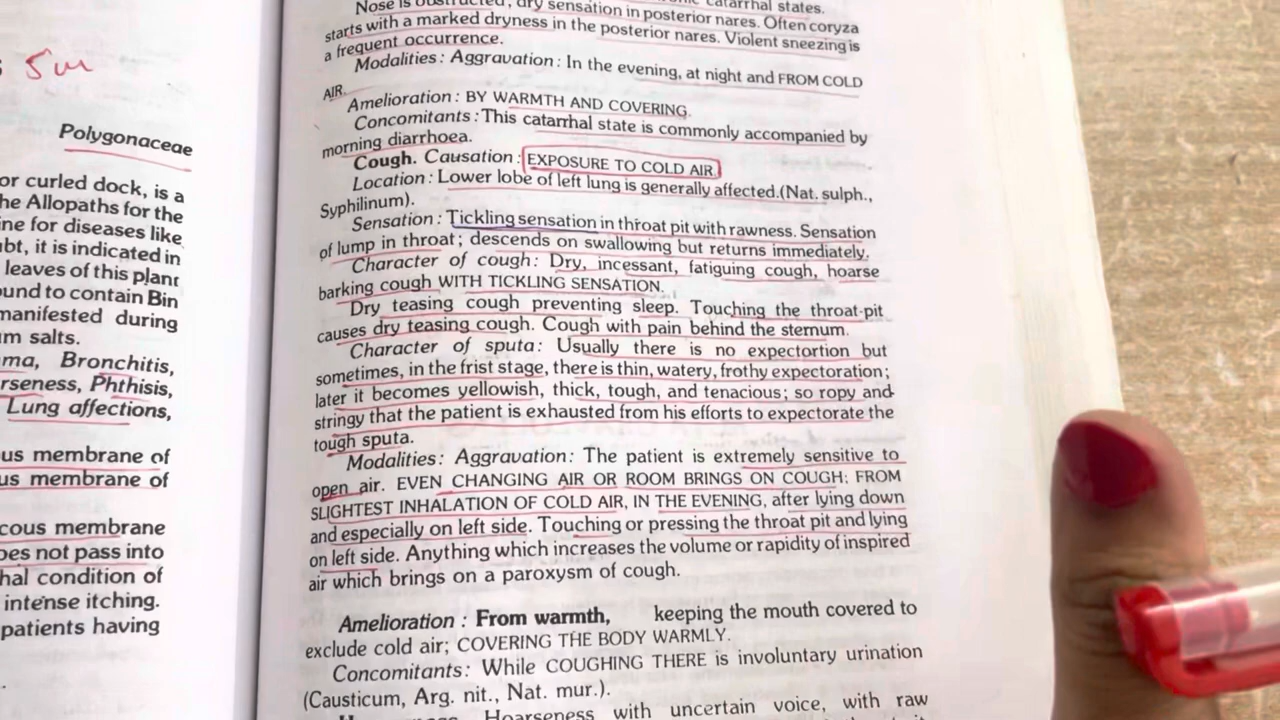 5m
Polygonaceae
or curled dock, is a
he Allopaths for the
ine for diseases like
ubt, it is indicated in
leaves of this plant
ound to contain Bin
manifested during
um salts.
ma, Bronchitis,
rseness, Phthisis,
Lung affections,
us membrane of
us membrane of
cous membrane
oes not pass into
hal condition of
intense itching.
patients having
Nose is obstructed, dry sensation in posterior nares. Often coryza
starts with a marked dryness in the posterior nares. Violent sneezing is
a frequent occurrence.
Modalities : Aggravation : In the evening, at night and FROM COLD
AIR.
Amelioration : BY WARMTH AND COVERING.
Concomitants : This catarrhal state is commonly accompanied by
morning diarrhoea.
Cough. Causation : EXPOSURE TO COLD AIR.
Location : Lower lobe of left lung is generally affected.(Nat. sulph.,
Syphilinum).
Sensation : Tickling sensation in throat pit with rawness. Sensation
of lump in throat ; descends on swallowing but returns immediately.
Character of cough: Dry, incessant, fatiguing cough, hoarse
barking cough WITH TICKLING SENSATION.
Dry teasing cough preventing sleep. Touching the throat-pit
causes dry teasing cough. Cough with pain behind the sternum.
Character of sputa: Usually there is no expectortion but
sometimes, in the frist stage, there is thin, watery, frothy expectoration;
later it becomes yellowish, thick, tough, and tenacious; so ropy and
stringy that the patient is exhausted from his efforts to expectorate the
tough sputa.
Modalities: Aggravation: The patient is extremely sensitive to
open air. EVEN CHANGING AIR OR ROOM BRINGS ON COUGH; FROM
SLIGHTEST INHALATION OF COLD AIR, IN THE EVENING, after lying down
and especially on left side. Touching or pressing the throat pit and lying
on left side. Anything which increases the volume or rapidity of inspired
air which brings on a paroxysm of cough.
Amelioration : From warmth, keeping the mouth covered to
exclude cold air; COVERING THE BODY WARMLY.
Concomitants: While COUGHING THERE is involuntary urination
(Causticum, Arg. nit., Nat. mur.).
Hoarseness with uncertain voice, with raw